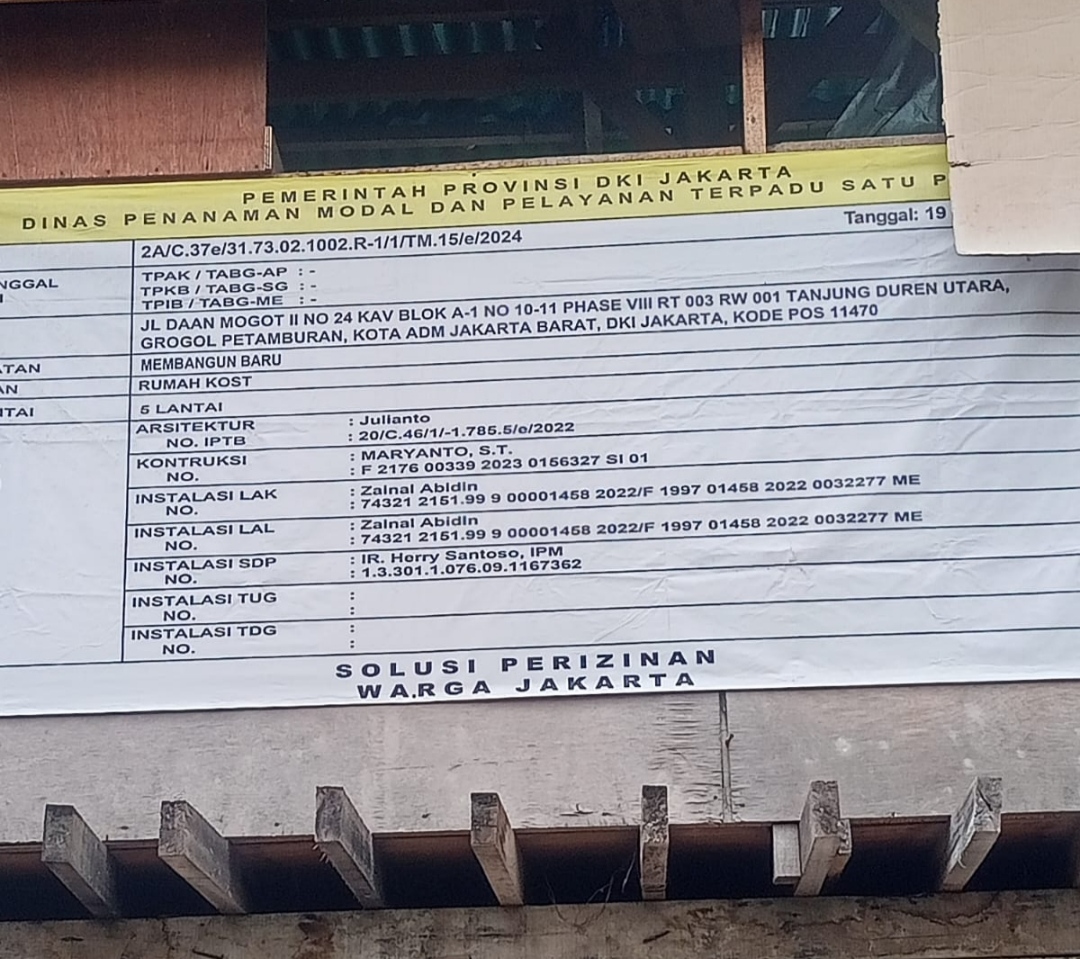 PEMERINTAH PROVINSI DKI JAKARTA
DINAS PENANAMAN MODAL DAN PELAYANAN TERPADU SATU P
2A/C.37e/31.73.02.1002.R-1/1/TM.15/e/2024 Tanggal: 19
NGGAL TPAK / TABG-AP : -
TPKB / TABG-SG : -
TPIB / TABG-ME : -
JL DAAN MOGOT II NO 24 KAV BLOK A-1 NO 10-11 PHASE VIII RT 003 RW 001 TANJUNG DUREN UTARA,
GROGOL PETAMBURAN, KOTA ADM JAKARTA BARAT, DKI JAKARTA, KODE POS 11470
ATAN MEMBANGUN BARU
AN RUMAH KOST
TAI 5 LANTAI
ARSITEKTUR : Julianto
NO. IPTB : 20/C.46/1/-1.785.5/e/2022
KONTRUKSI : MARYANTO, S.T.
NO. : F 2176 00339 2023 0156327 SI 01
INSTALASI LAK : Zainal Abidin
NO. : 74321 2151.99 9 00001458 2022/F 1997 01458 2022 0032277 ME
INSTALASI LAL : Zainal Abidin
NO. : 74321 2151.99 9 00001458 2022/F 1997 01458 2022 0032277 ME
INSTALASI SDP : IR. Herry Santoso, IPM
NO. : 1.3.301.1.076.09.1167362
INSTALASI TUG :
NO. :
INSTALASI TDG :
NO. :
SOLUSI PERIZINAN
WARGA JAKARTA